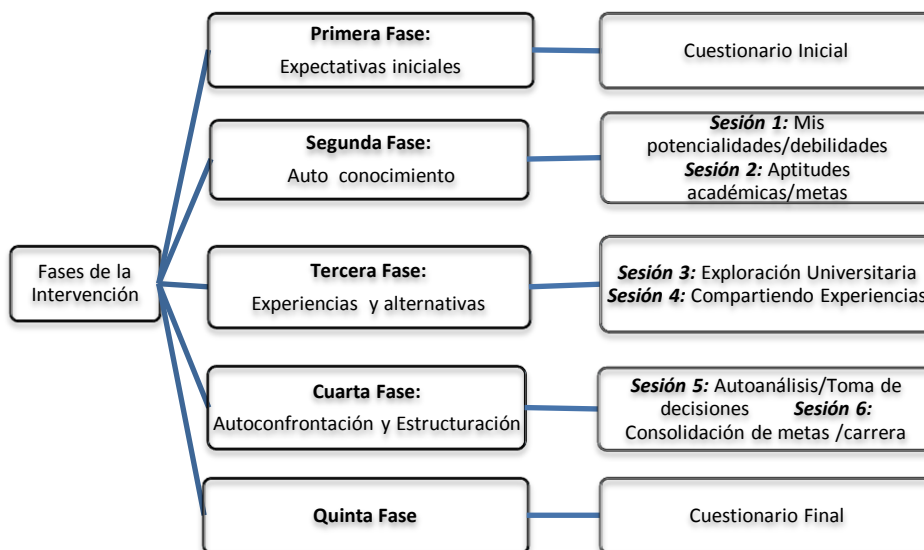 Primera Fase:
Expectativas iniciales
Cuestionario Inicial
Segunda Fase:
Auto conocimiento
Sesión 1: Mis
potencialidades/debilidades
Sesión 2: Aptitudes
académicas/metas
Fases de la
Intervención
Tercera Fase:
Experiencias y alternativas
Sesión 3: Exploración Universitaria
Sesión 4: Compartiendo Experiencias
Cuarta Fase:
Autoconfrontación y Estructuración
Sesión 5: Autoanálisis/Toma de
decisiones Sesión 6:
Consolidación de metas /carrera
Quinta Fase
Cuestionario Final